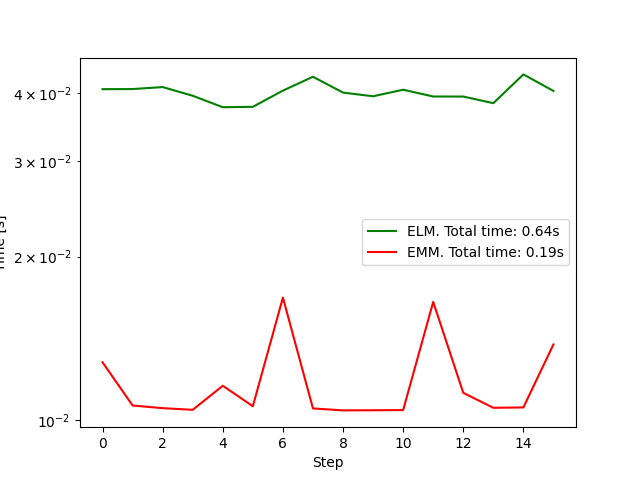 4 × 10⁻²
3 × 10⁻²
2 × 10⁻²
10⁻²
Time [s]
ELM. Total time: 0.64s
EMM. Total time: 0.19s
0 2 4 6 8 10 12 14
Step